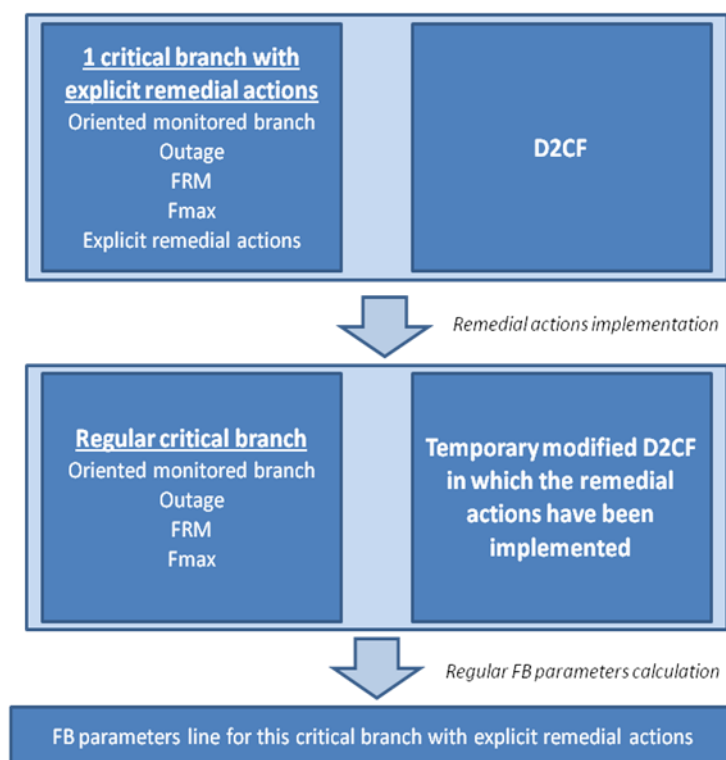 1 critical branch with
explicit remedial actions
Oriented monitored branch
Outage
FRM
Fmax
Explicit remedial actions
D2CF
Remedial actions implementation
Regular critical branch
Oriented monitored branch
Outage
FRM
Fmax
Temporary modified D2CF
in which the remedial
actions have been
implemented
Regular FB parameters calculation
FB parameters line for this critical branch with explicit remedial actions